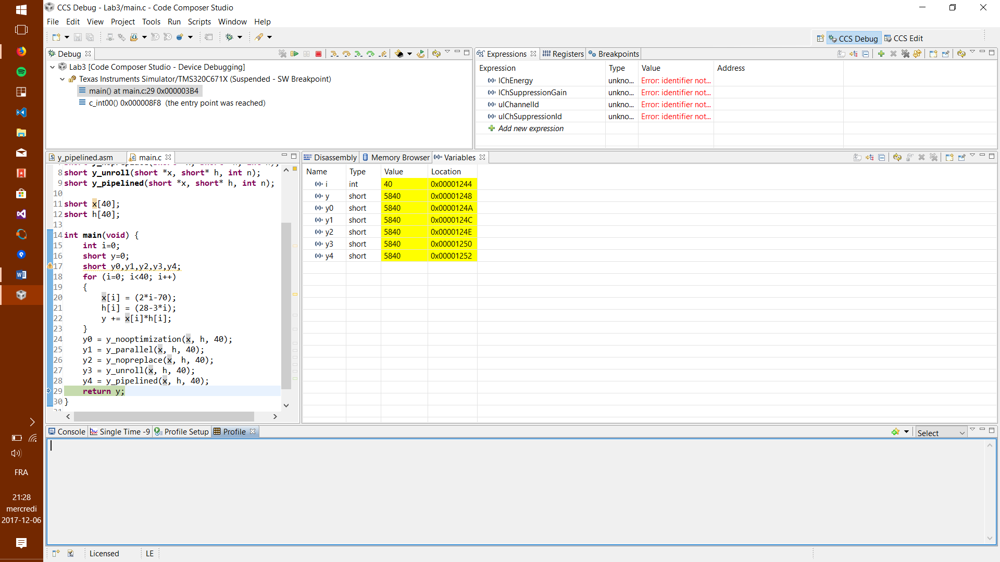 CCS Debug - Lab3/main.c - Code Composer Studio
File Edit View Project Tools Run Scripts Window Help
CCS Debug CCS Edit
Debug
Lab3 [Code Composer Studio - Device Debugging]
Texas Instruments Simulator/TMS320C671X (Suspended - SW Breakpoint)
main() at main.c:29 0x000003B4
c_int00() 0x000008F8 (the entry point was reached)
Expressions Registers Breakpoints
Expression Type Value Address
lChEnergy unkno... Error: identifier not...
lChSuppressionGain unkno... Error: identifier not...
ulChannelId unkno... Error: identifier not...
ulChSuppressionId unkno... Error: identifier not...
Add new expression
y_pipelined.asm main.c
8 short y_unroll(short *x, short* h, int n);
9 short y_pipelined(short *x, short* h, int n);
10
11 short x[40];
12 short h[40];
13
14 int main(void) {
15 int i=0;
16 short y=0;
17 short y0,y1,y2,y3,y4;
18 for (i=0; i<40; i++)
19 {
20 x[i] = (2*i-70);
21 h[i] = (28-3*i);
22 y += x[i]*h[i];
23 }
24 y0 = y_nooptimization(x, h, 40);
25 y1 = y_parallel(x, h, 40);
26 y2 = y_nopreplace(x, h, 40);
27 y3 = y_unroll(x, h, 40);
28 y4 = y_pipelined(x, h, 40);
29 return y;
30 }
Disassembly Memory Browser Variables
Name Type Value Location
i int 40 0x00001244
y short 5840 0x00001248
y0 short 5840 0x0000124A
y1 short 5840 0x0000124C
y2 short 5840 0x0000124E
y3 short 5840 0x00001250
y4 short 5840 0x00001252
Console Single Time -9 Profile Setup Profile
Select
Licensed LE
FRA
21:28
mercredi
2017-12-06